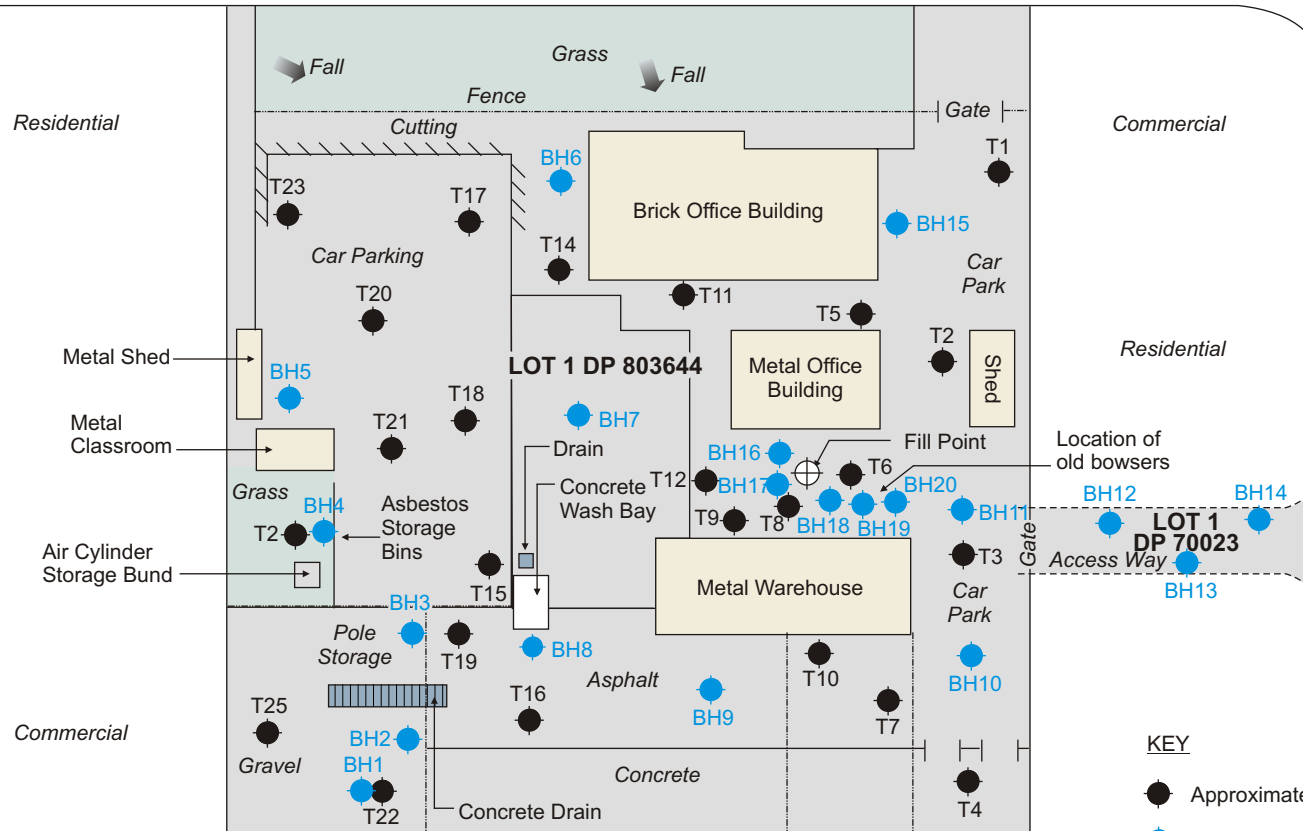 Grass
Fall
Fall
Fence
Gate
Residential
Cutting
Commercial
T1
BH6
T23
T17
Brick Office Building
BH15
T14
Car Parking
Car
Park
T11
T20
T5
T2
Metal Shed
LOT 1 DP 803644
Metal Office
Building
Shed
Residential
BH5
T18
BH7
Metal
Classroom
T21
Drain
BH16
Fill Point
Location of
old bowsers
T6
T12
BH17
BH20
Grass
BH4
Asbestos
Storage
Bins
Concrete
Wash Bay
T2
T9
T8
BH18
BH19
BH11
BH12
BH14
LOT 1
DP 70023
Gate
Access Way
BH13
Air Cylinder
Storage Bund
T15
T3
Metal Warehouse
Car
Park
BH3
Pole
Storage
T19
BH8
Asphalt
T10
BH10
T25
T16
BH9
T7
Commercial
BH2
Gravel
BH1
T22
Concrete
Concrete Drain
T4
KEY
Approximate